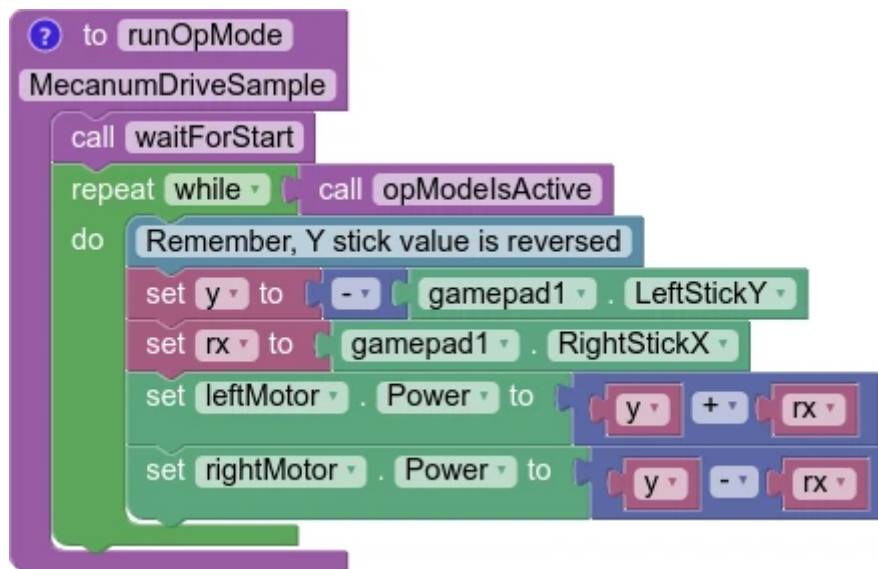 ? to runOpMode
MecanumDriveSample
call waitForStart
repeat while call opModeIsActive
do Remember, Y stick value is reversed
set y to - gamepad1 . LeftStickY
set rx to gamepad1 . RightStickX
set leftMotor . Power to y + rx
set rightMotor . Power to y - rx